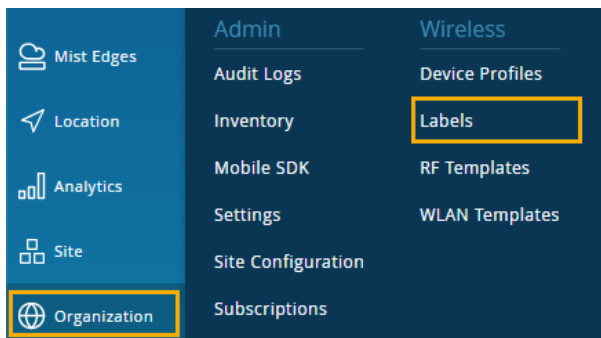 Mist Edges
Location
Analytics
Site
Organization
Admin
Audit Logs
Inventory
Mobile SDK
Settings
Site Configuration
Subscriptions
Wireless
Device Profiles
Labels
RF Templates
WLAN Templates